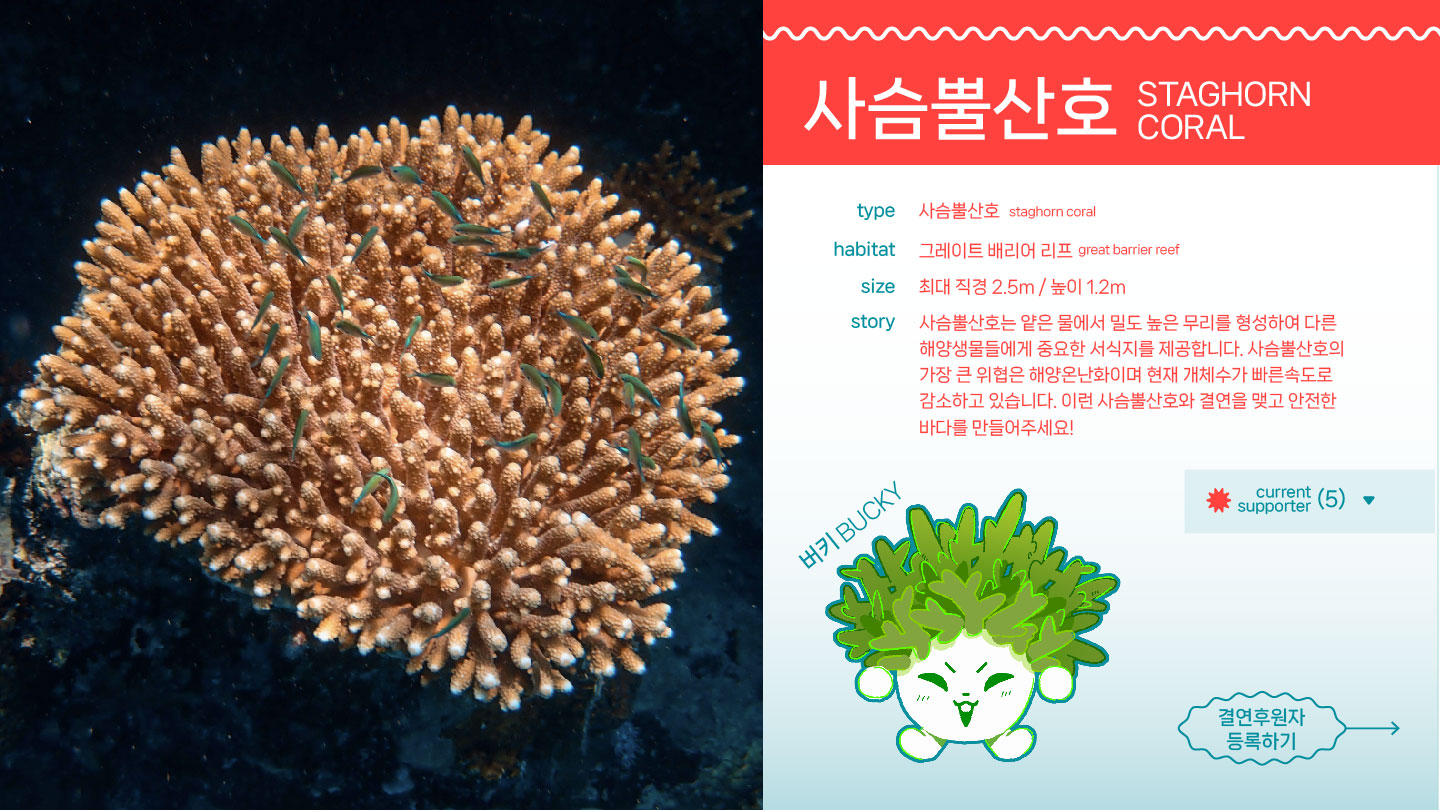 사슴뿔산호 STAGHORN
CORAL
type 사슴뿔산호 staghorn coral
habitat 그레이트 배리어 리프 great barrier reef
size 최대 직경 2.5m / 높이 1.2m
story 사슴뿔산호는 얕은 물에서 밀도 높은 무리를 형성하여 다른
해양생물들에게 중요한 서식지를 제공합니다. 사슴뿔산호의
가장 큰 위협은 해양온난화이며 현재 개체수가 빠른속도로
감소하고 있습니다. 이런 사슴뿔산호와 결연을 맺고 안전한
바다를 만들어주세요!
current
supporter (5)
버키 BUCKY
결연후원자
등록하기